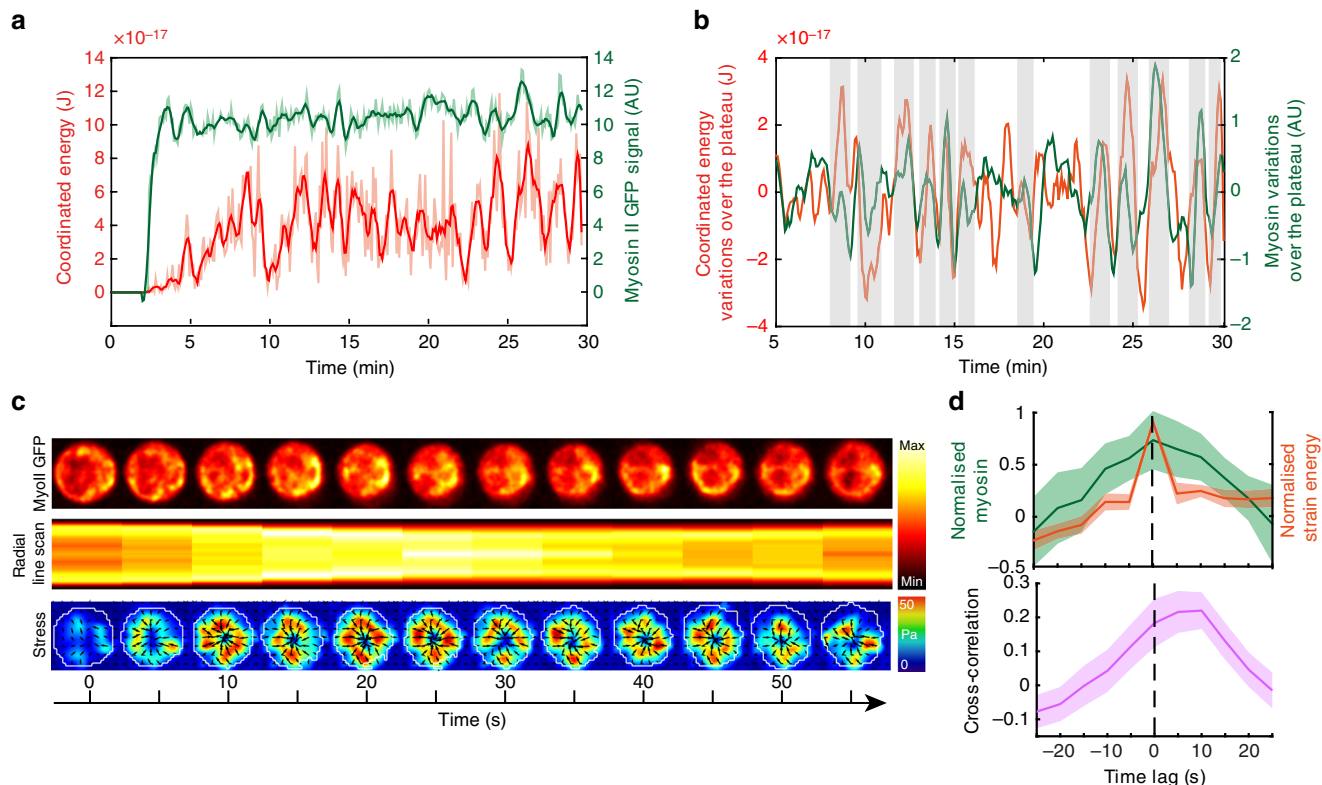 a
×10−17
14
12
10
8
6
4
2
0
Coordinated energy (J)
14
12
10
8
6
4
2
0
Myosin II GFP signal (AU)
0 5 10 15 20 25 30
Time (min)
b
×10−17
4
2
0
−2
−4
Coordinated energy
variations over the plateau (J)
2
1
0
−1
−2
Myosin variations
over the plateau (AU)
5 10 15 20 25 30
Time (min)
c
MyoII GFP
Radial
line scan
Stress
Max
Min
50
Pa
0
0 10 20 30 40 50
Time (s)
d
1
0.5
0
−0.5
Normalised
myosin
Normalised
strain energy
0.3
0.2
0.1
0
−0.1
Cross-correlation
−20 −10 0 10 20
Time lag (s)